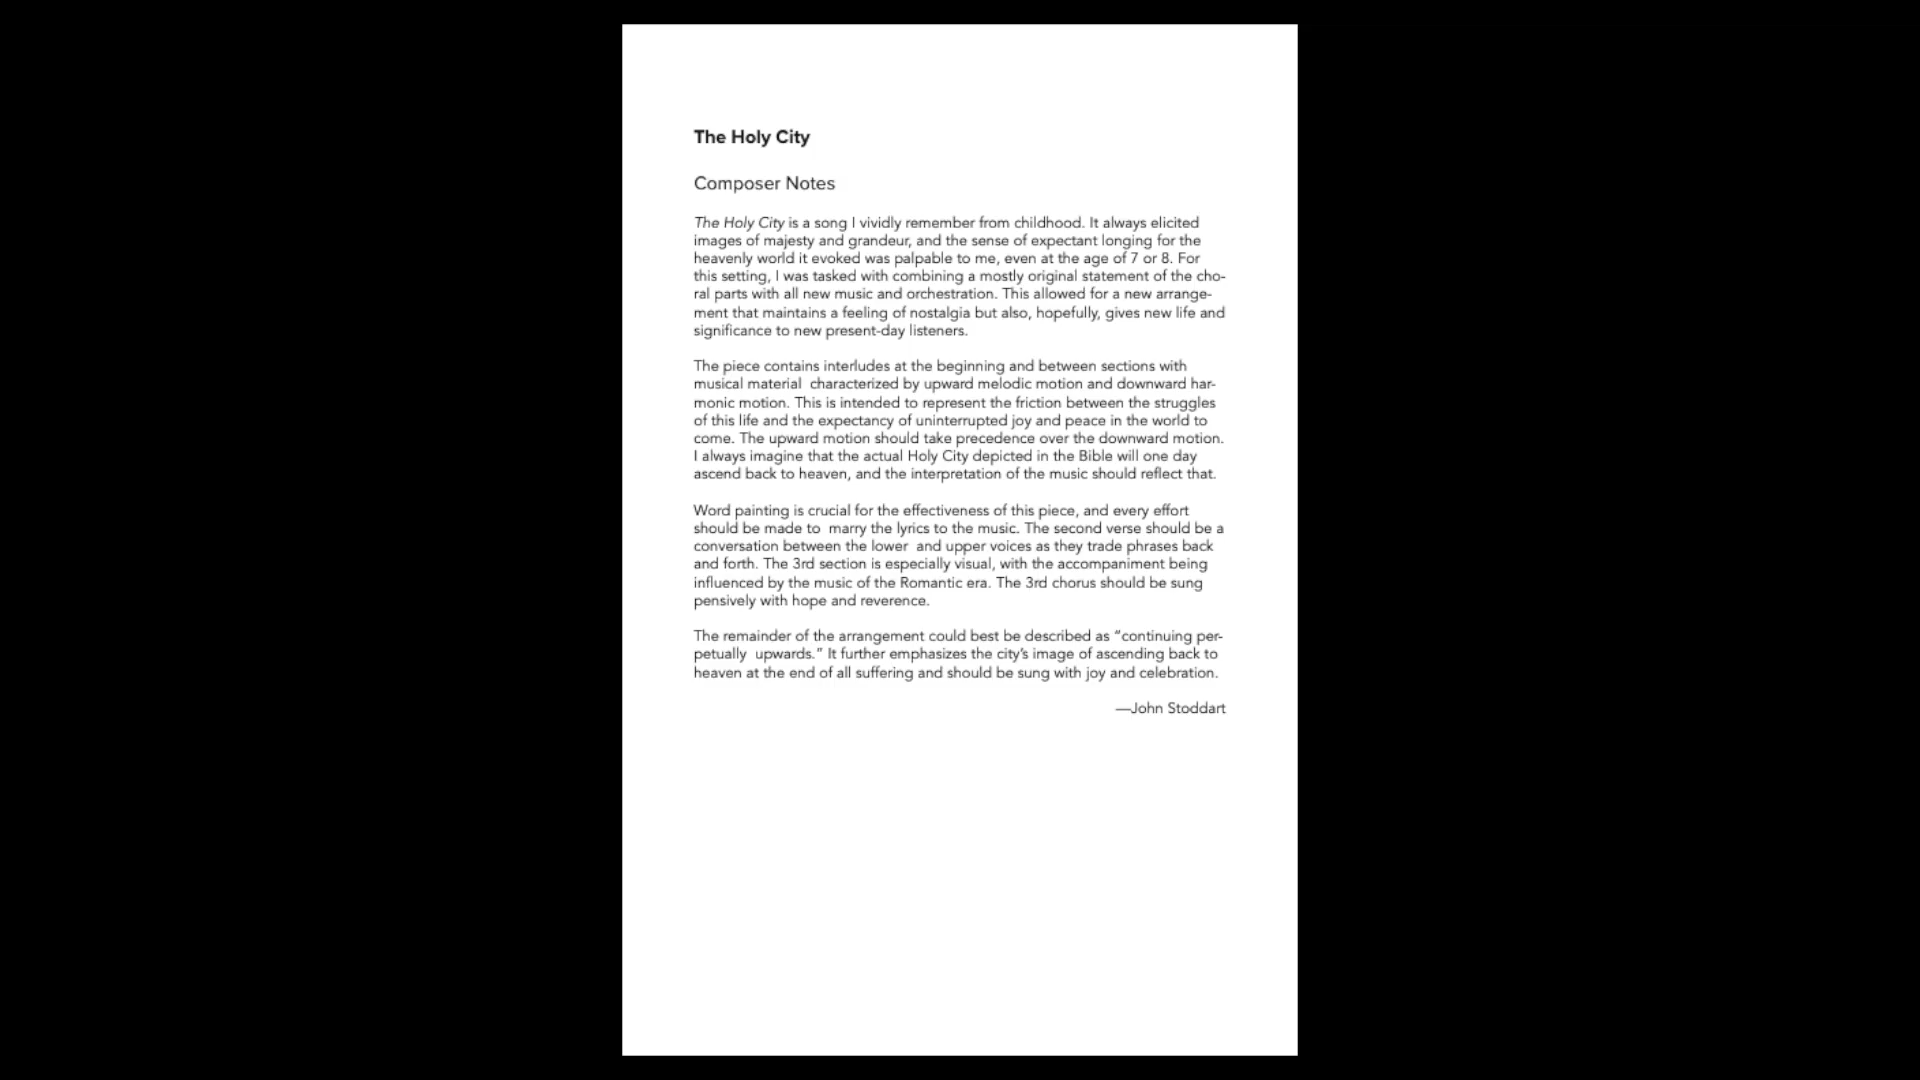 The Holy City
Composer Notes
The Holy City is a song I vividly remember from childhood. It always elicited
images of majesty and grandeur, and the sense of expectant longing for the
heavenly world it evoked was palpable to me, even at the age of 7 or 8. For
this setting, I was tasked with combining a mostly original statement of the cho-
ral parts with all new music and orchestration. This allowed for a new arrange-
ment that maintains a feeling of nostalgia but also, hopefully, gives new life and
significance to new present-day listeners.
The piece contains interludes at the beginning and between sections with
musical material  characterized by upward melodic motion and downward har-
monic motion. This is intended to represent the friction between the struggles
of this life and the expectancy of uninterrupted joy and peace in the world to
come. The upward motion should take precedence over the downward motion.
I always imagine that the actual Holy City depicted in the Bible will one day
ascend back to heaven, and the interpretation of the music should reflect that.
Word painting is crucial for the effectiveness of this piece, and every effort
should be made to  marry the lyrics to the music. The second verse should be a
conversation between the lower  and upper voices as they trade phrases back
and forth. The 3rd section is especially visual, with the accompaniment being
influenced by the music of the Romantic era. The 3rd chorus should be sung
pensively with hope and reverence.
The remainder of the arrangement could best be described as “continuing per-
petually  upwards.” It further emphasizes the city’s image of ascending back to
heaven at the end of all suffering and should be sung with joy and celebration.
—John Stoddart